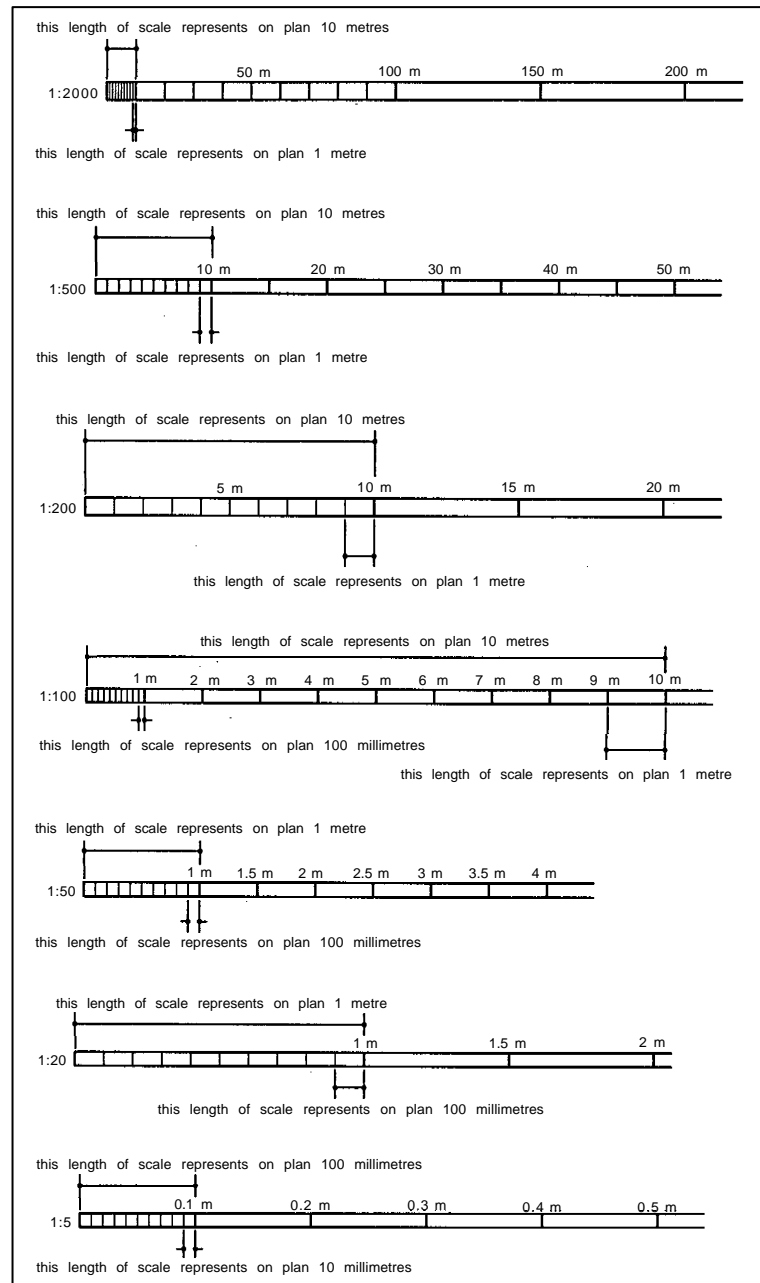 this length of scale represents on plan 10 metres
50 m 100 m 150 m 200 m
1:2000
this length of scale represents on plan 1 metre
this length of scale represents on plan 10 metres
10 m 20 m 30 m 40 m 50 m
1:500
this length of scale represents on plan 1 metre
this length of scale represents on plan 10 metres
5 m 10 m 15 m 20 m
1:200
this length of scale represents on plan 1 metre
this length of scale represents on plan 10 metres
1 m 2 m 3 m 4 m 5 m 6 m 7 m 8 m 9 m 10 m
1:100
this length of scale represents on plan 100 millimetres
this length of scale represents on plan 1 metre
this length of scale represents on plan 1 metre
1 m 1.5 m 2 m 2.5 m 3 m 3.5 m 4 m
1:50
this length of scale represents on plan 100 millimetres
this length of scale represents on plan 1 metre
1 m 1.5 m 2 m
1:20
this length of scale represents on plan 100 millimetres
this length of scale represents on plan 100 millimetres
0.1 m 0.2 m 0.3 m 0.4 m 0.5 m
1:5
this length of scale represents on plan 10 millimetres